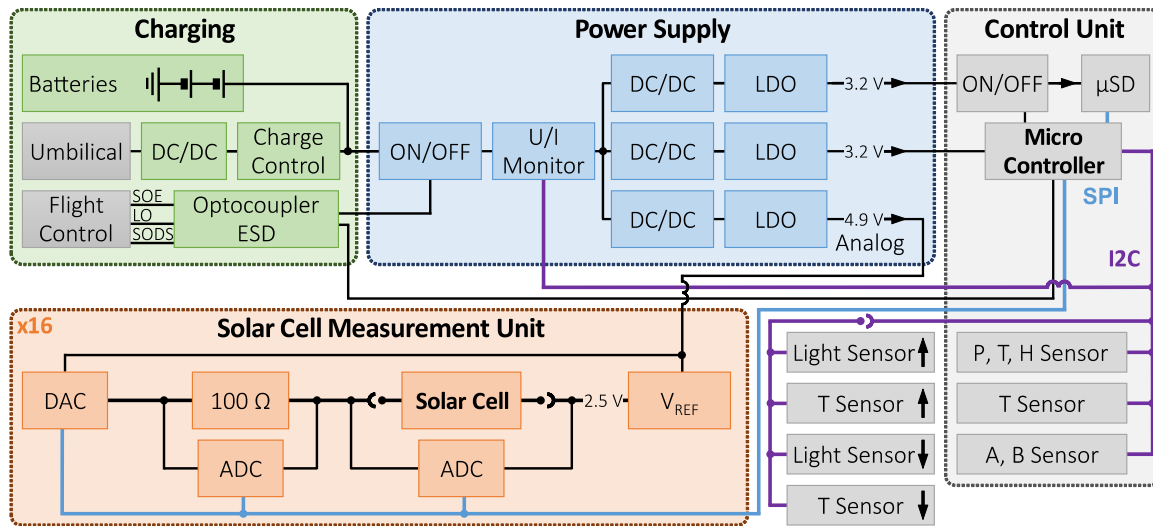 Charging
Power Supply
Control Unit
Batteries
DC/DC
LDO
3.2 V
ON/OFF
µSD
Umbilical
DC/DC
Charge
Control
ON/OFF
U/I
Monitor
DC/DC
LDO
3.2 V
Micro
Controller
SPI
Flight
Control
SOE
LO
SODS
Optocoupler
ESD
DC/DC
LDO
4.9 V
Analog
I2C
x16
Solar Cell Measurement Unit
DAC
100 Ω
Solar Cell
2.5 V
VREF
ADC
ADC
Light Sensor
P, T, H Sensor
T Sensor
T Sensor
Light Sensor
A, B Sensor
T Sensor